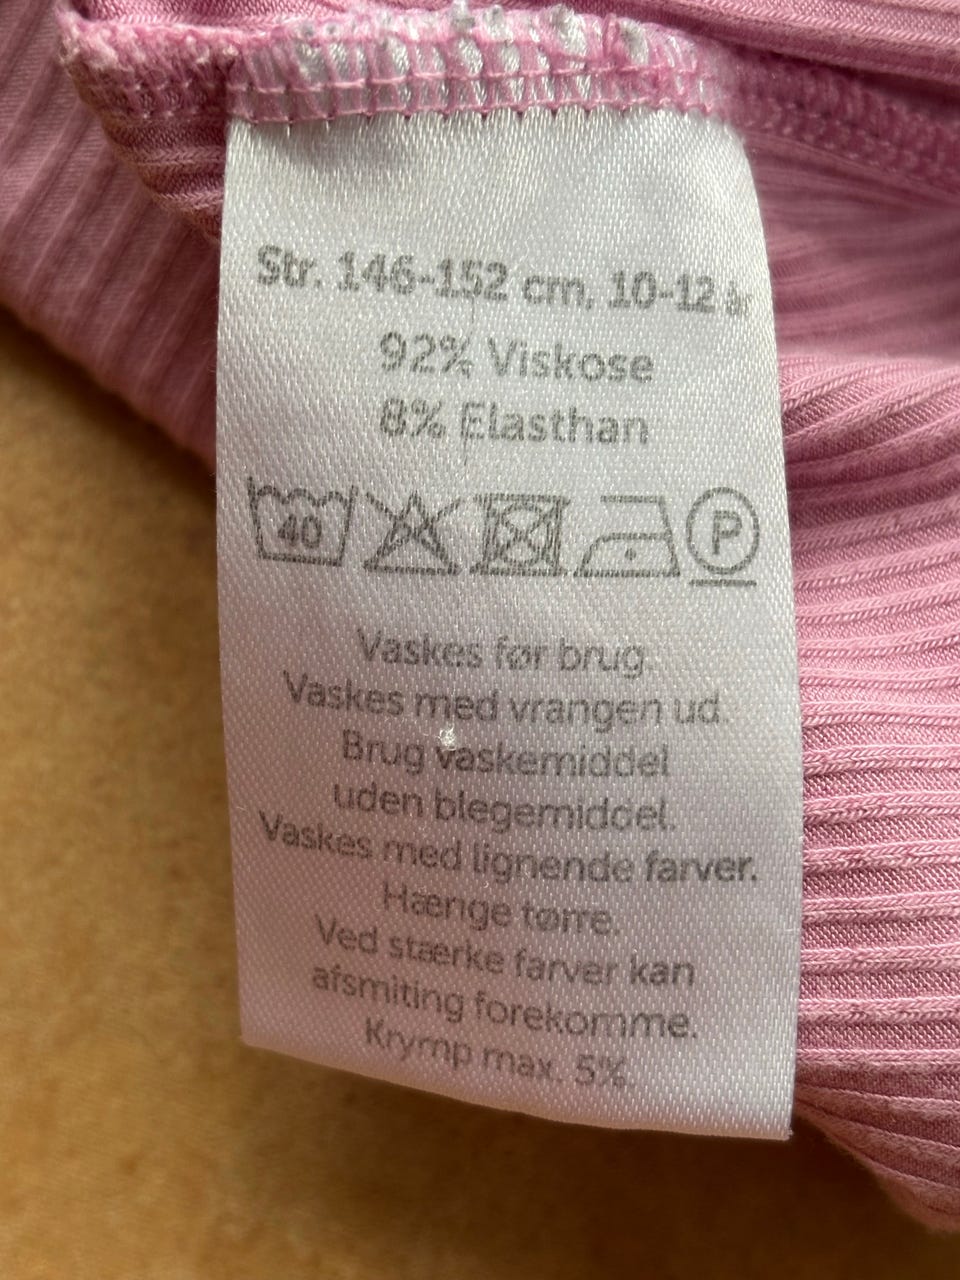 Str. 146-152 cm, 10-12 år
92% Viskose
8% Elasthan
40 P
Vaskes før brug.
Vaskes med vrangen ud.
Brug vaskemiddel
uden blegemiddel.
Vaskes med lignende farver.
Hænge tørre.
Ved stærke farver kan
afsmiting forekomme.
Krymp max. 5%.